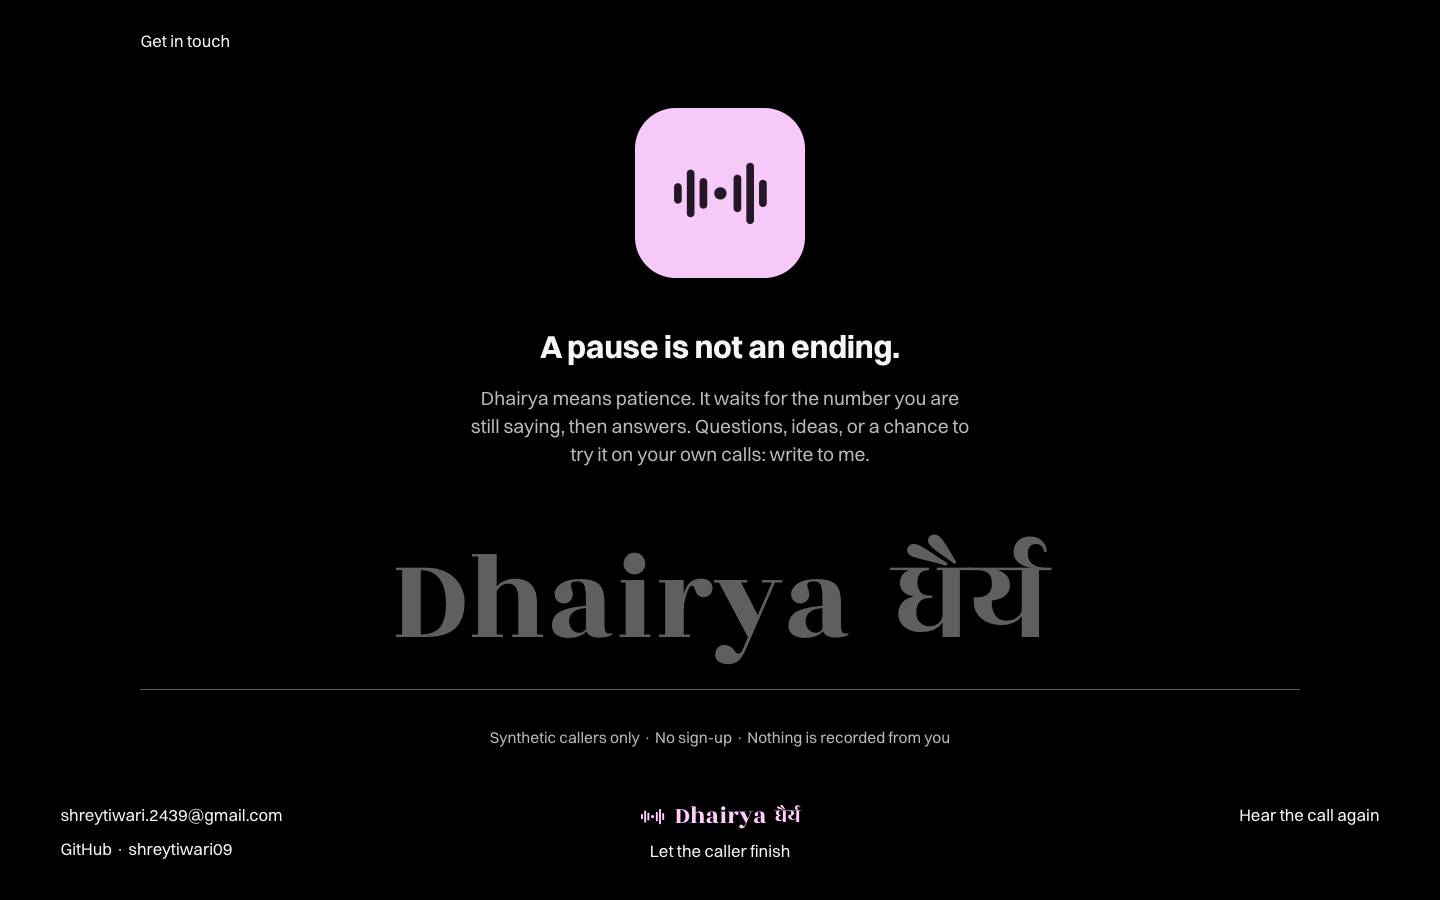 Get in touch
A pause is not an ending.
Dhairya means patience. It waits for the number you are
still saying, then answers. Questions, ideas, or a chance to
try it on your own calls: write to me.
Dhairya धैर्य
Synthetic callers only · No sign-up · Nothing is recorded from you
shreytiwari.2439@gmail.com
GitHub · shreytiwari09
Dhairya धैर्य
Let the caller finish
Hear the call again